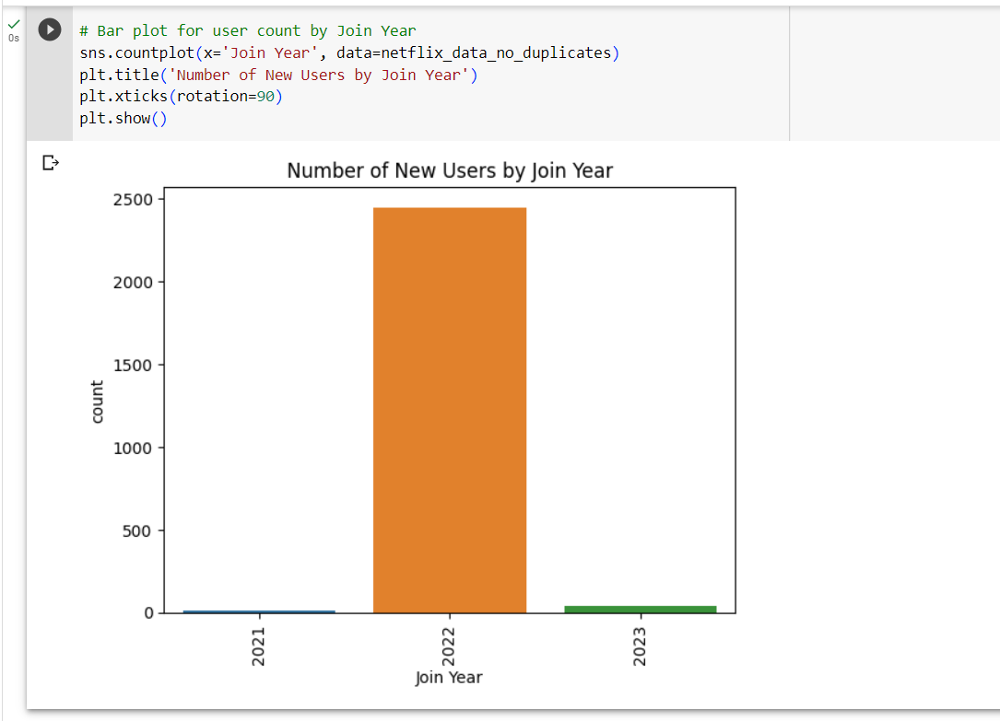 0s
# Bar plot for user count by Join Year
sns.countplot(x='Join Year', data=netflix_data_no_duplicates)
plt.title('Number of New Users by Join Year')
plt.xticks(rotation=90)
plt.show()
Number of New Users by Join Year
2500
2000
1500
1000
500
0
count
2021
2022
2023
Join Year